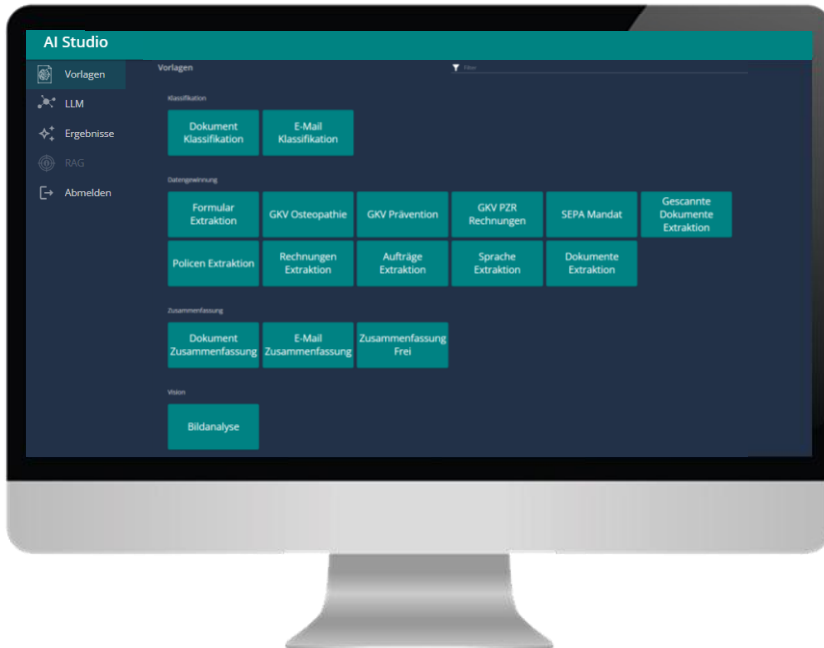 AI Studio
Vorlagen
LLM
Ergebnisse
RAG
Abmelden
Vorlagen
Filter
Klassifikation
Dokument
Klassifikation
E-Mail
Klassifikation
Datengewinnung
Formular
Extraktion
GKV Osteopathie
GKV Prävention
GKV PZR
Rechnungen
SEPA Mandat
Gescannte
Dokumente
Extraktion
Policen Extraktion
Rechnungen
Extraktion
Aufträge
Extraktion
Sprache
Extraktion
Dokumente
Extraktion
Zusammenfassung
Dokument
Zusammenfassung
E-Mail
Zusammenfassung
Zusammenfassung
Frei
Vision
Bildanalyse